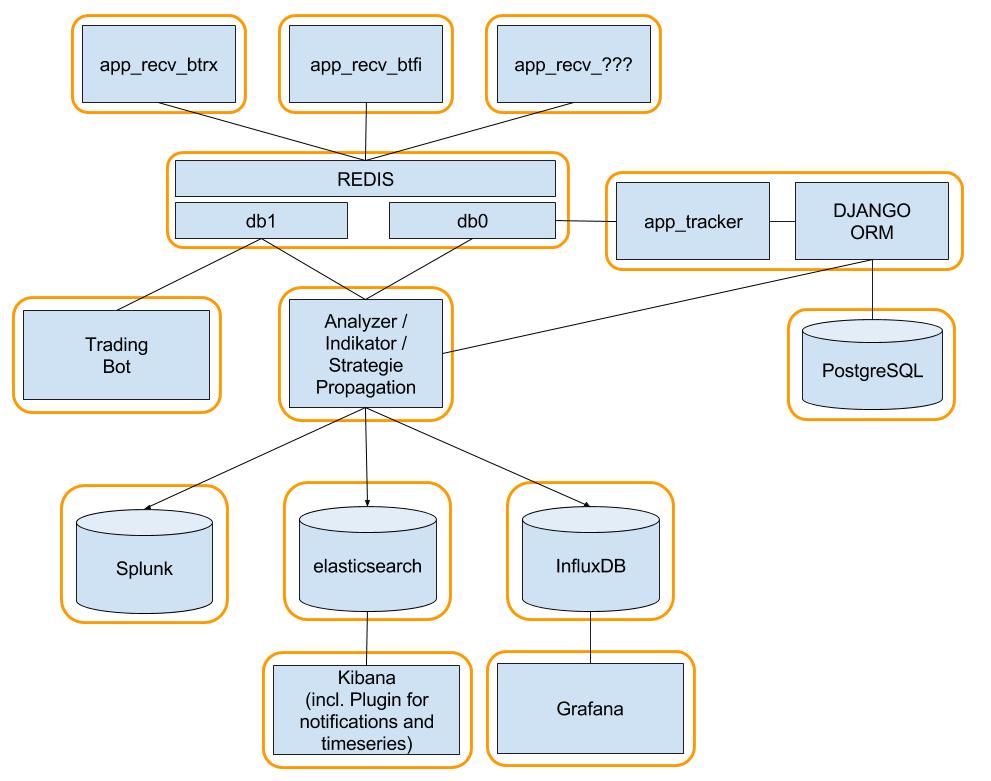 app_recv_btrx
app_recv_btfi
app_recv_???
REDIS
db1
db0
app_tracker
DJANGO
ORM
Trading
Bot
Analyzer /
Indikator /
Strategie
Propagation
PostgreSQL
Splunk
elasticsearch
InfluxDB
Kibana
(incl. Plugin for
notifications and
timeseries)
Grafana